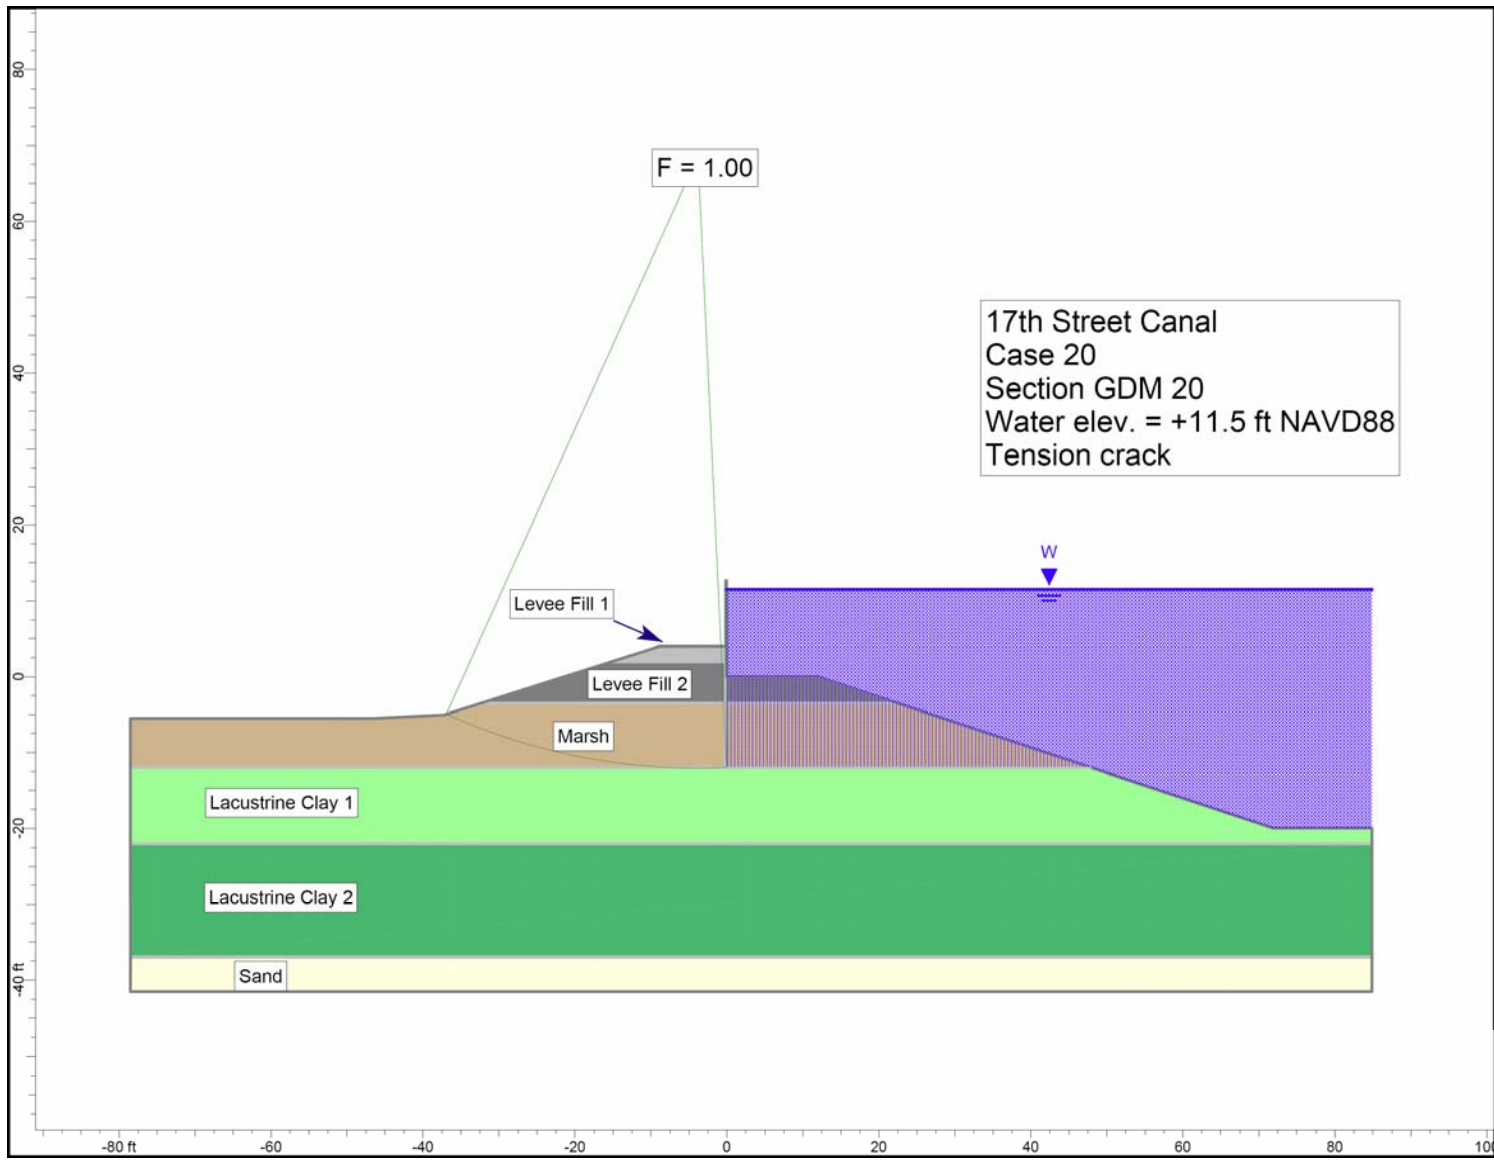 80
60
40
20
0
-20
-40 ft
F = 1.00
17th Street Canal
Case 20
Section GDM 20
Water elev. = +11.5 ft NAVD88
Tension crack
W
Levee Fill 1
Levee Fill 2
Marsh
Lacustrine Clay 1
Lacustrine Clay 2
Sand
-80 ft -60 -40 -20 0 20 40 60 80 100